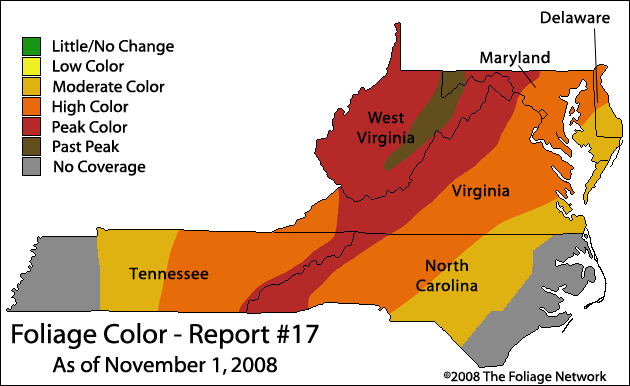 Delaware
Maryland
Little/No Change
Low Color
Moderate Color
High Color
Peak Color
Past Peak
No Coverage
West
Virginia
Virginia
Tennessee
North
Carolina
Foliage Color - Report #17
As of November 1, 2008
©2008 The Foliage Network